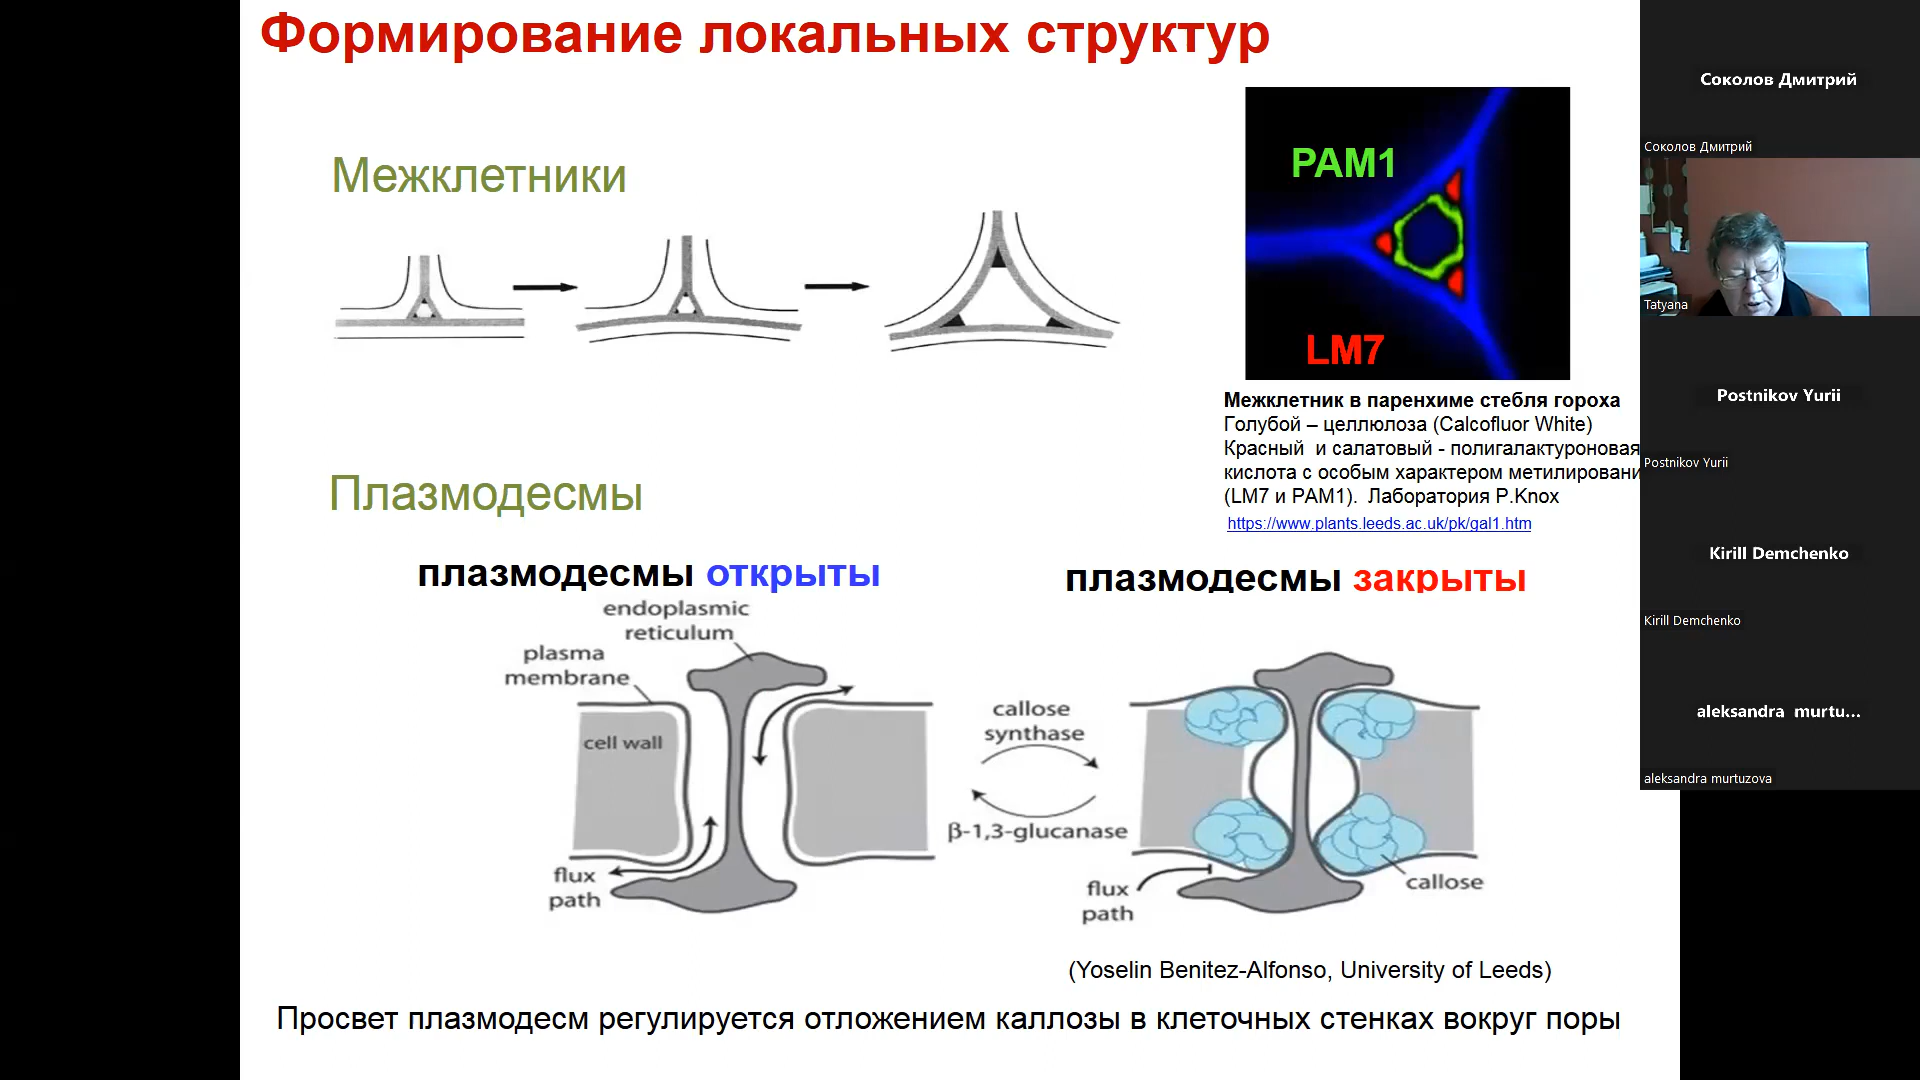 Формирование локальных структур
Межклетники
PAM1
LM7
Межклетник в паренхиме стебля гороха
Голубой – целлюлоза (Calcofluor White)
Красный и салатовый - полигалактуроновая
кислота с особым характером метилировани
(LM7 и PAM1). Лаборатория P.Knox
https://www.plants.leeds.ac.uk/pk/gal1.htm
Плазмодесмы
плазмодесмы открыты
endoplasmic
reticulum
plasma
membrane
cell wall
flux
path
callose
synthase
β-1,3-glucanase
плазмодесмы закрыты
flux
path
callose
(Yoselin Benitez-Alfonso, University of Leeds)
Просвет плазмодесм регулируется отложением каллозы в клеточных стенках вокруг поры
Соколов Дмитрий
Соколов Дмитрий
Tatyana
Postnikov Yurii
Postnikov Yurii
Kirill Demchenko
Kirill Demchenko
aleksandra murtu...
aleksandra murtuzova